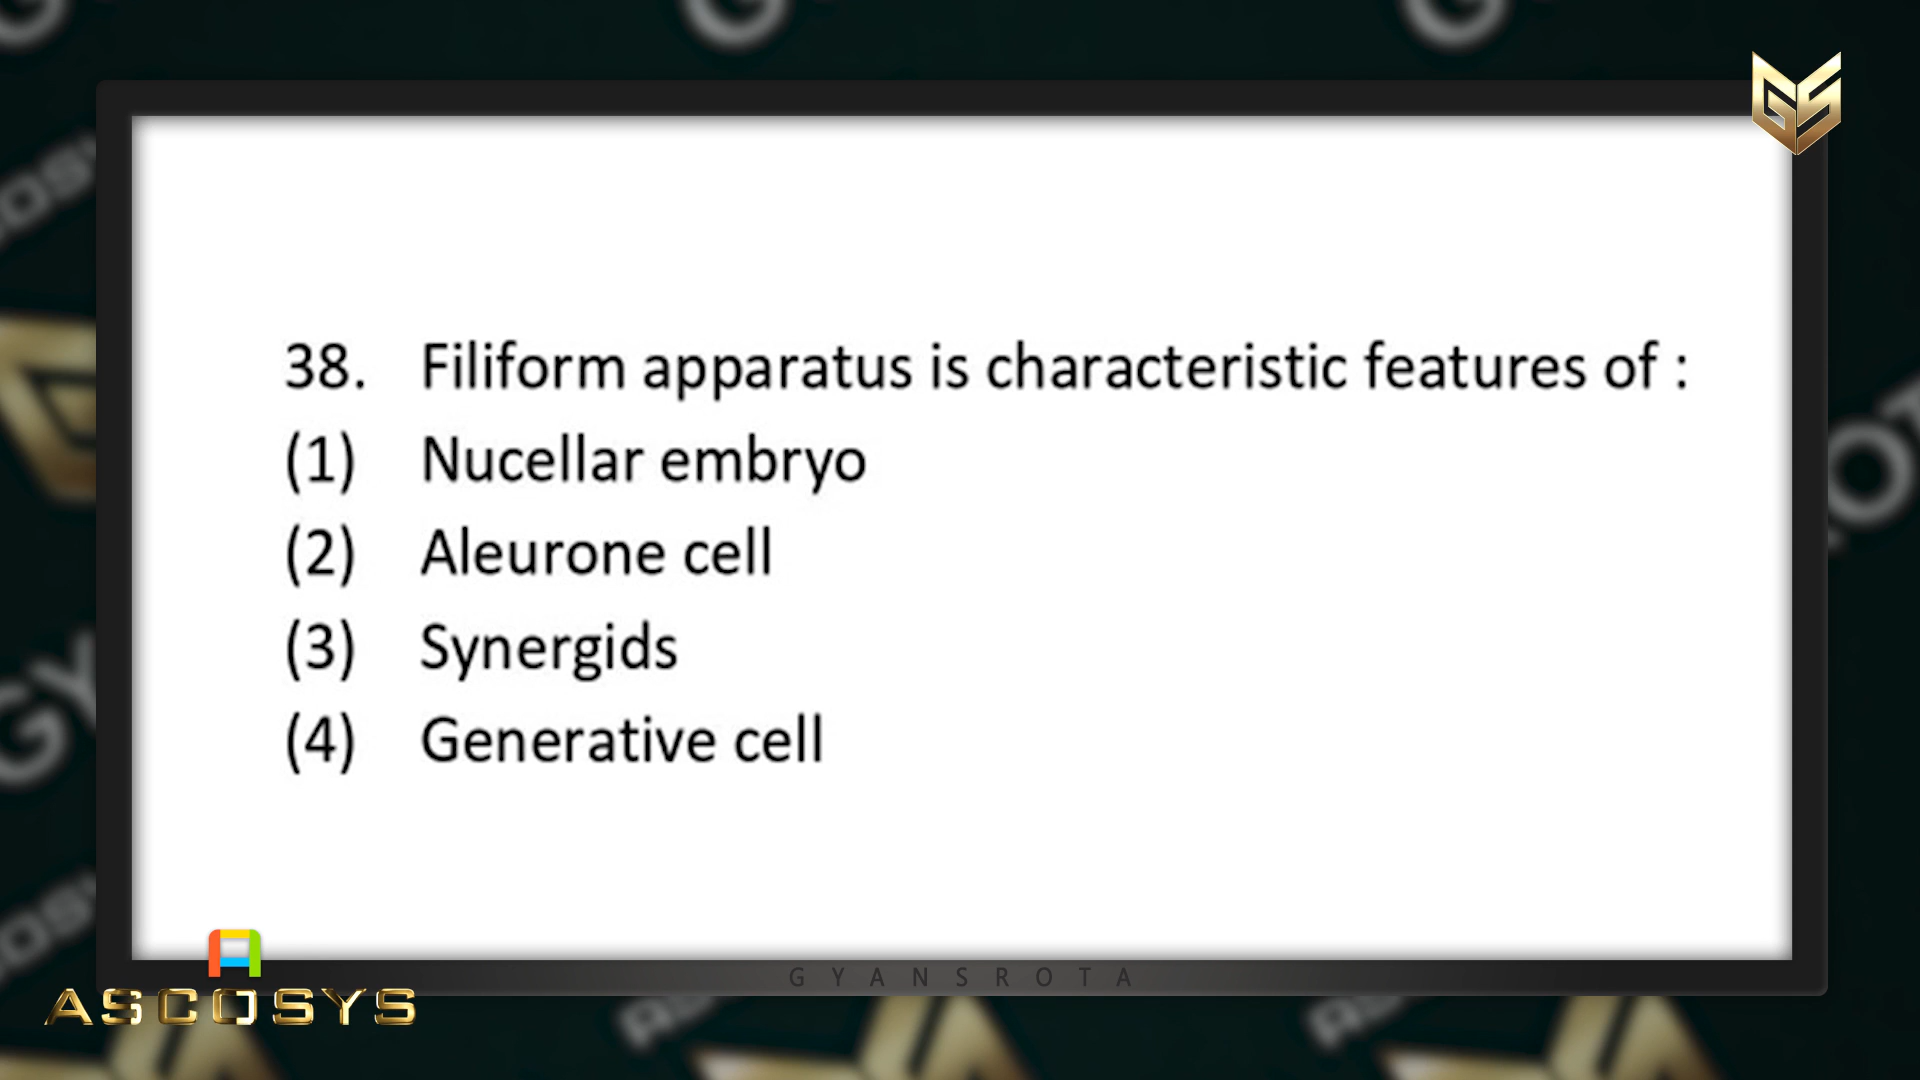 38. Filiform apparatus is characteristic features of :
(1) Nucellar embryo
(2) Aleurone cell
(3) Synergids
(4) Generative cell
GYANSROTA
ASCOSYS